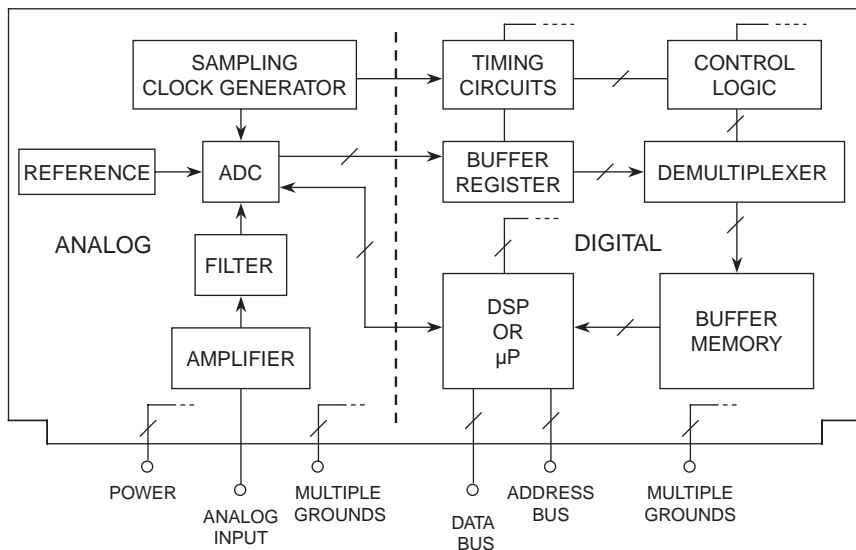 SAMPLING
CLOCK GENERATOR
TIMING
CIRCUITS
CONTROL
LOGIC
REFERENCE
ADC
BUFFER
REGISTER
DEMULTIPLEXER
ANALOG
FILTER
DIGITAL
AMPLIFIER
DSP
OR
µP
BUFFER
MEMORY
POWER
ANALOG
INPUT
MULTIPLE
GROUNDS
DATA
BUS
ADDRESS
BUS
MULTIPLE
GROUNDS